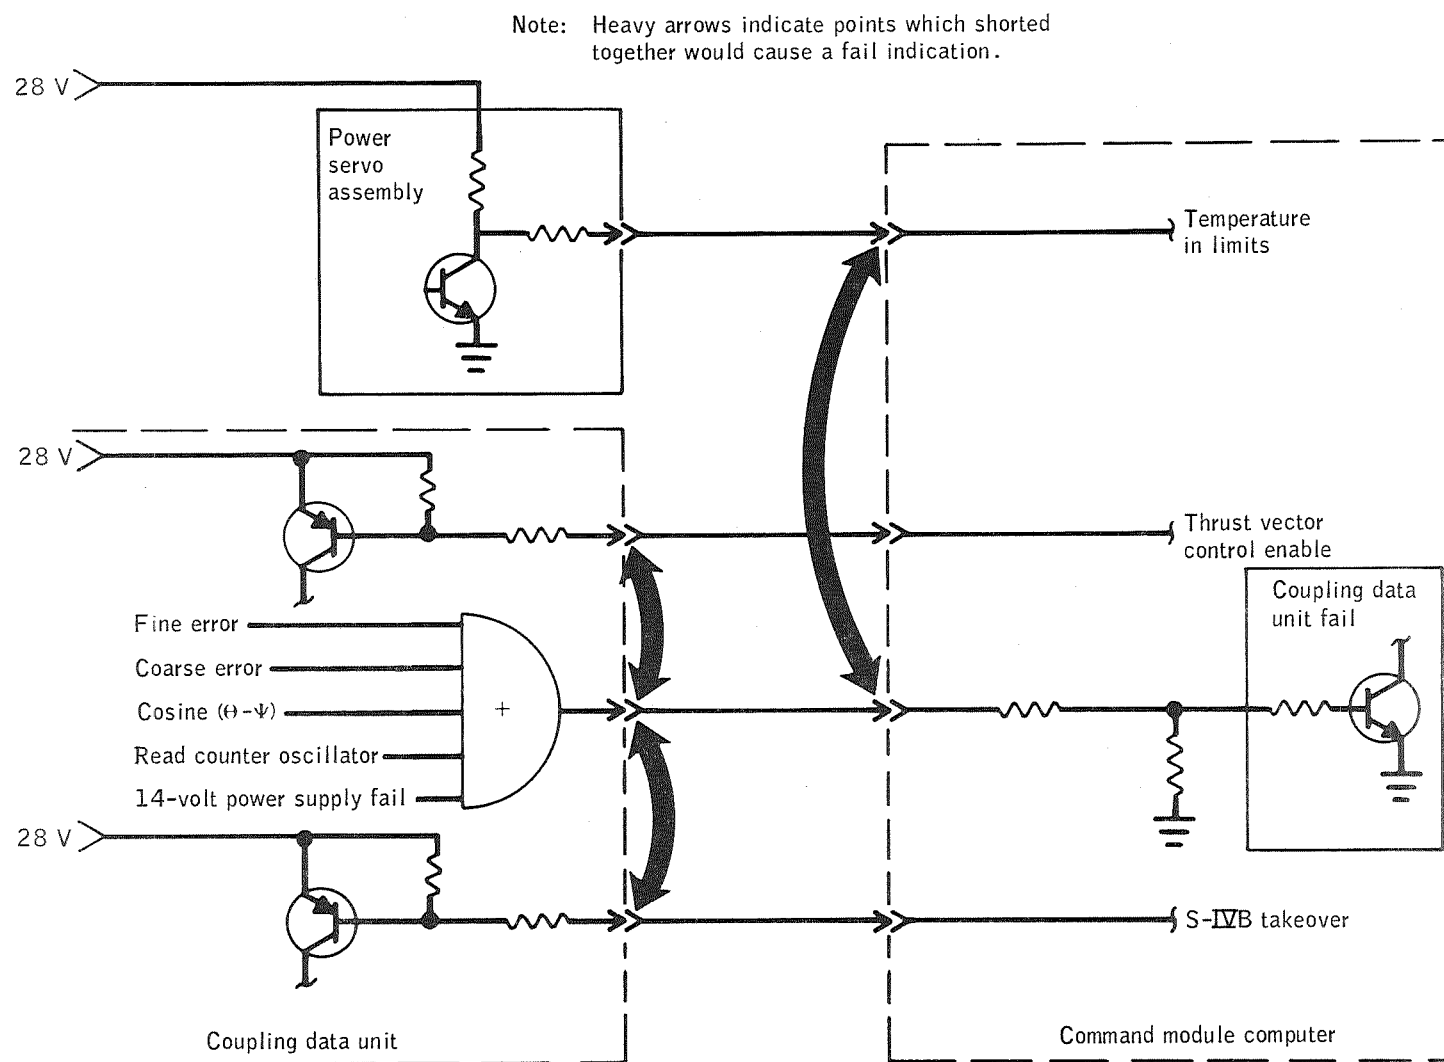 Note: Heavy arrows indicate points which shorted
together would cause a fail indication.
28 V
Power
servo
assembly
Temperature
in limits
28 V
Thrust vector
control enable
Coupling data
unit fail
Fine error
Coarse error
Cosine (Θ-Ψ)
+
Read counter oscillator
14-volt power supply fail
28 V
S-IVB takeover
Coupling data unit
Command module computer